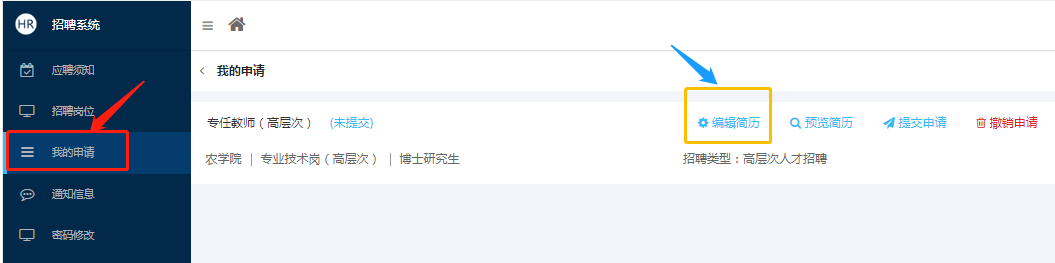 HR 招聘系统
应聘须知
招聘岗位
我的申请
通知信息
密码修改
我的申请
专任教师（高层次） (未提交) 编辑简历 预览简历 提交申请 撤销申请
农学院 | 专业技术岗（高层次） | 博士研究生 招聘类型：高层次人才招聘